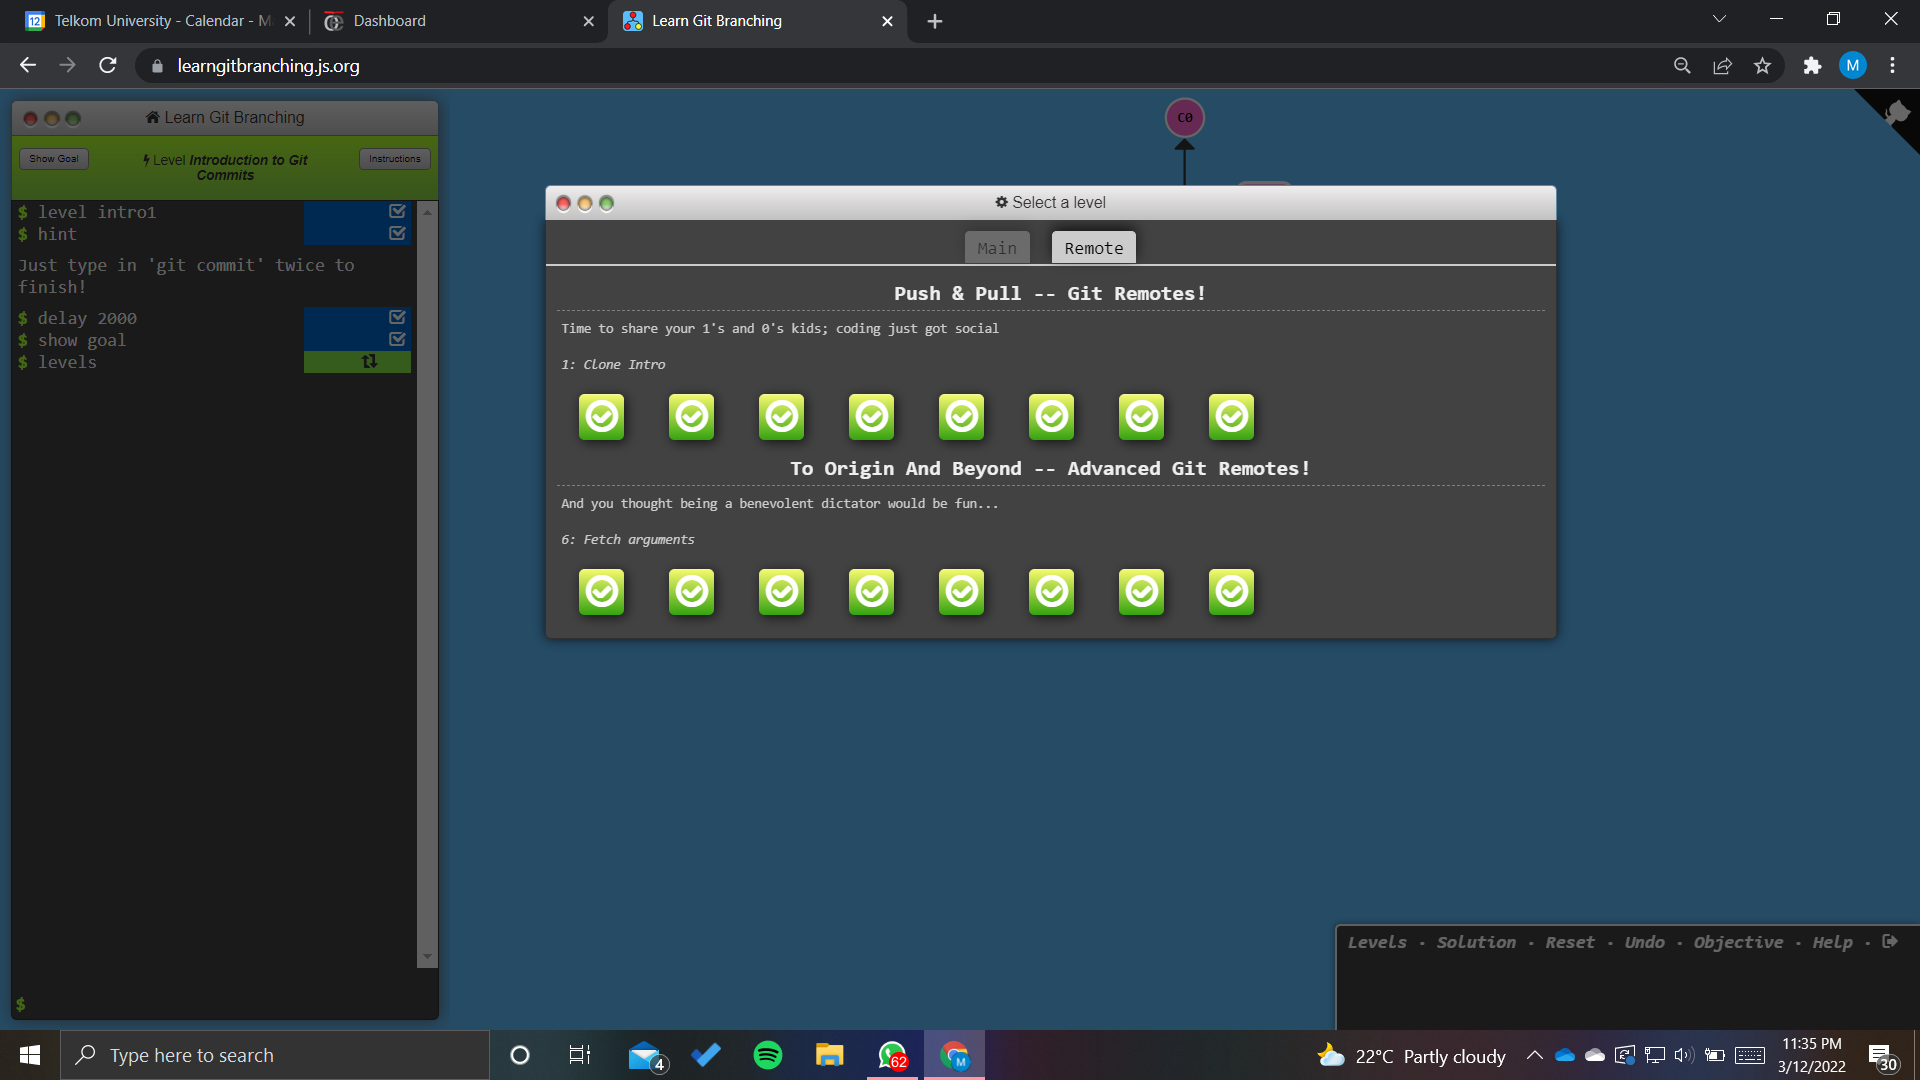 Telkom University - Calendar - M
Dashboard
Learn Git Branching
learngitbranching.js.org
M
Learn Git Branching
Show Goal
Level Introduction to Git
Commits
Instructions
$ level intro1
$ hint
Just type in 'git commit' twice to
finish!
$ delay 2000
$ show goal
$ levels
$
C0
Select a level
Main
Remote
Push & Pull -- Git Remotes!
Time to share your 1's and 0's kids; coding just got social
1: Clone Intro
To Origin And Beyond -- Advanced Git Remotes!
And you thought being a benevolent dictator would be fun...
6: Fetch arguments
Levels · Solution · Reset · Undo · Objective · Help ·
Type here to search
4
62
M
22°C Partly cloudy
11:35 PM
3/12/2022
30